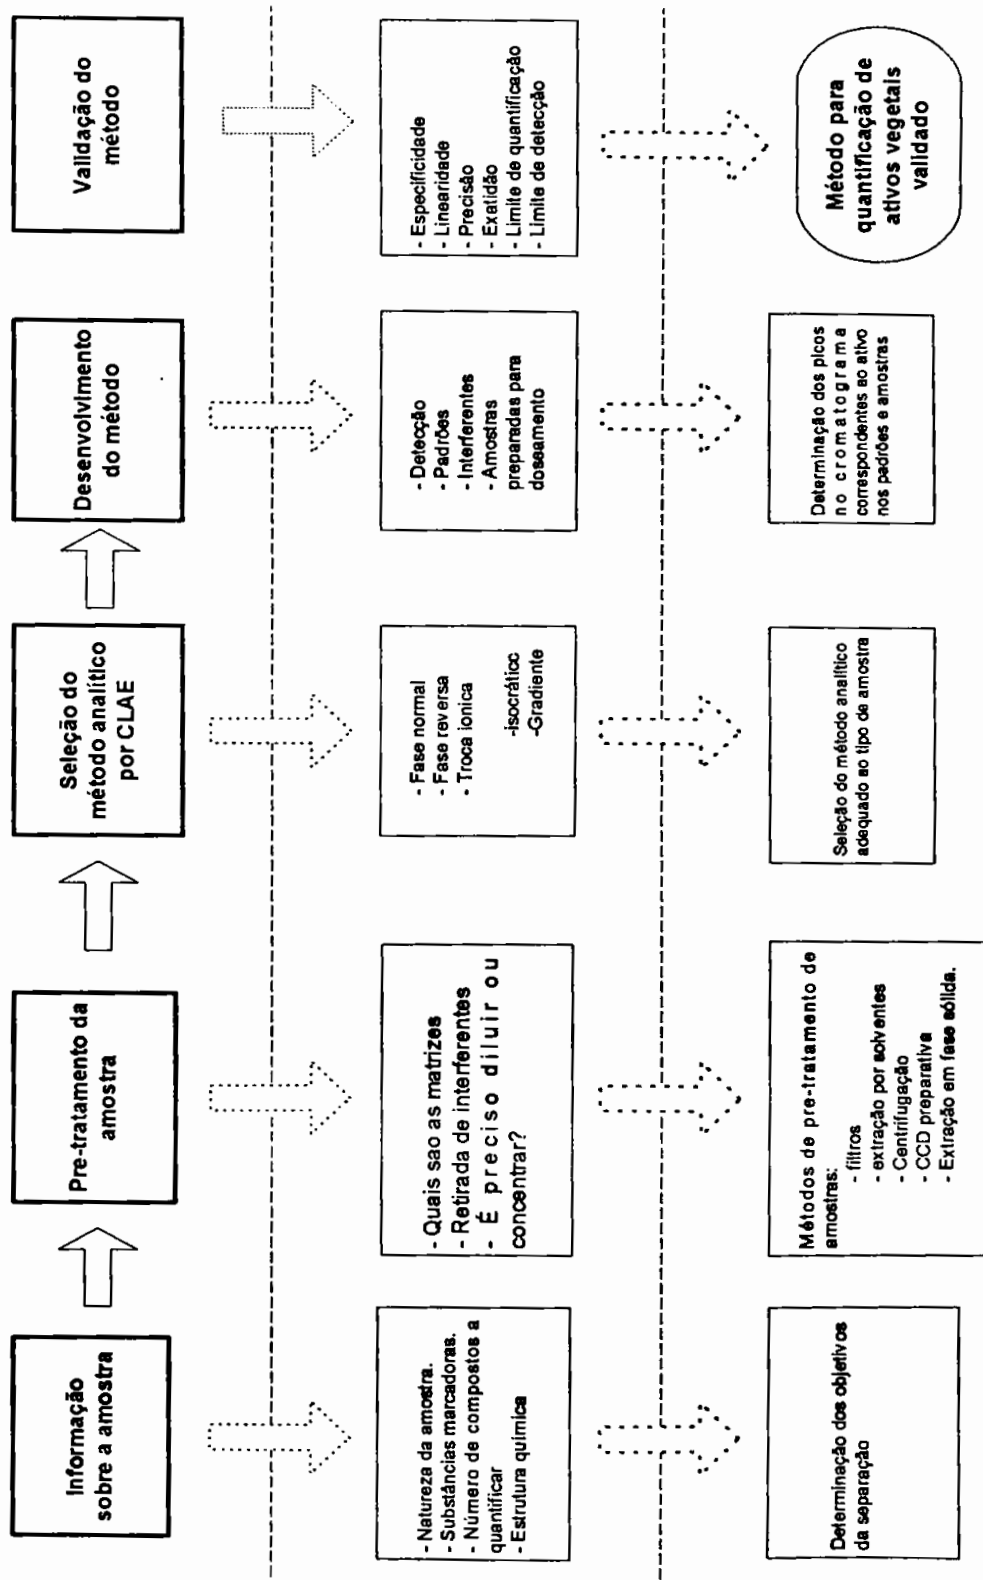 Informação
sobre a amostra
Pre-tratamento da
amostra
Seleção do
método analítico
por CLAE
Desenvolvimento
do método
Validação do
método
- Natureza da amostra.
- Substâncias marcadoras.
- Número de compostos a
quantificar
- Estrutura química
- Quais sao as matrizes
- Retirada de interferentes
- É preciso diluir ou
concentrar?
- Fase normal
- Fase reversa
- Troca ionica
-isocrático
-Gradiente
- Detecção
- Padrões
- Interferentes
- Amostras
preparadas para
doseamento
- Especificidade
- Linearidade
- Precisão
- Exatidão
- Limite de quantificação
- Limite de detecção
Determinação dos objetivos
da separação
Métodos de pre-tratamento de
amostras:
- filtros
- extração por solventes
- Centrifugação
- CCD preparativa
- Extração em fase sólida.
Seleção do método analítico
adequado ao tipo de amostra
Determinação dos picos
no cromatograma
correspondentes ao ativo
nos padrões e amostras
Método para
quantificação de
ativos vegetais
validado